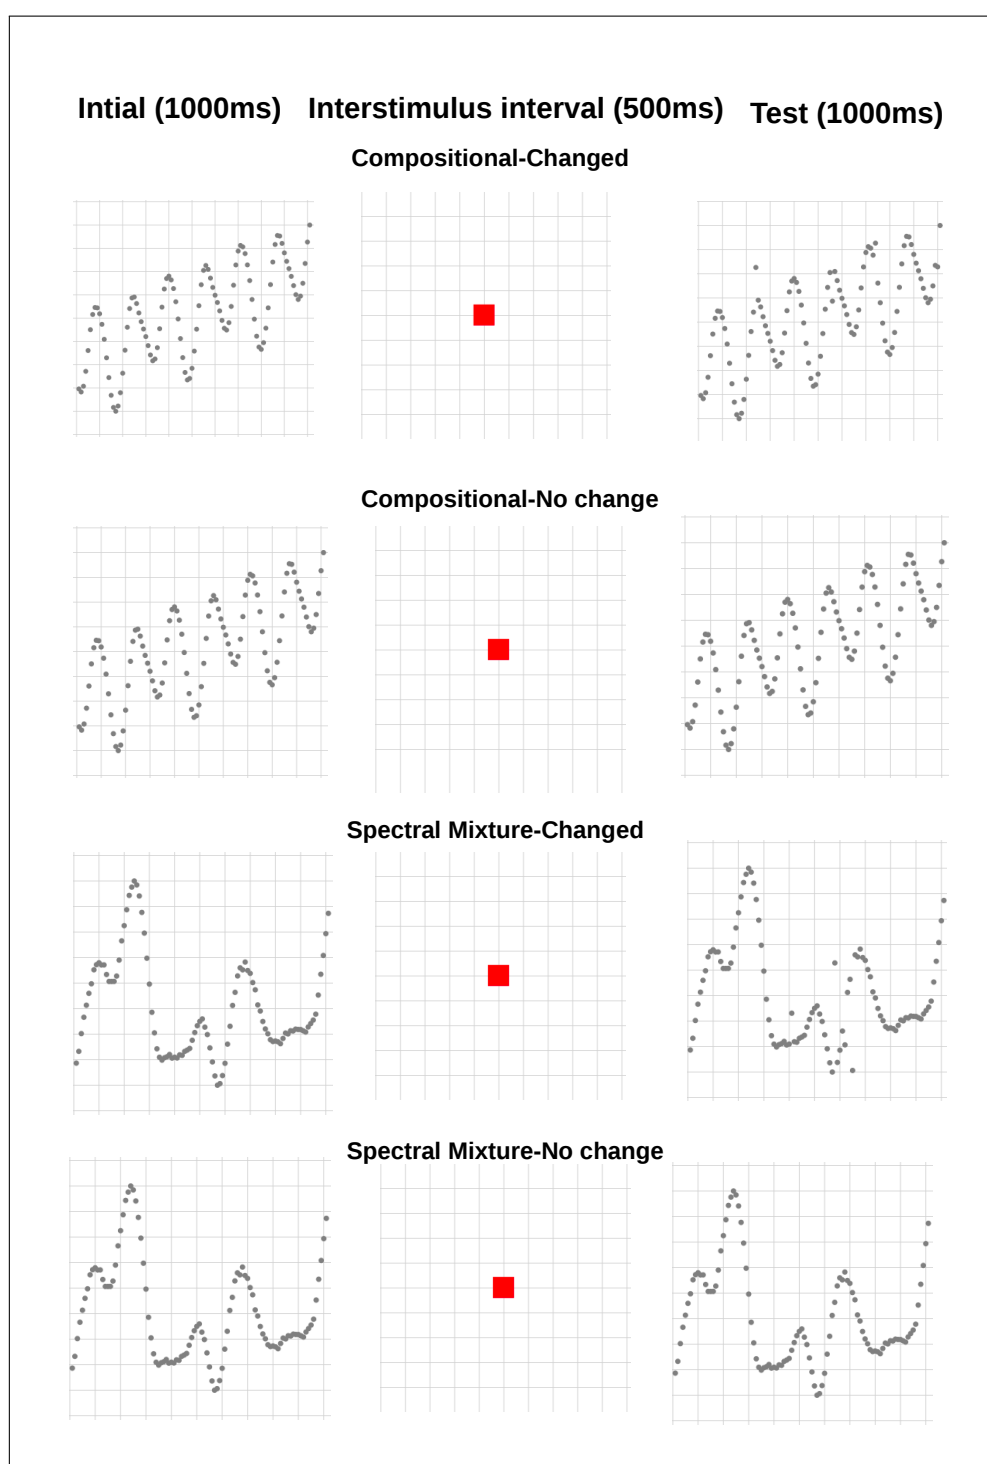 Intial (1000ms) Interstimulus interval (500ms) Test (1000ms)
Compositional-Changed
Compositional-No change
Spectral Mixture-Changed
Spectral Mixture-No change